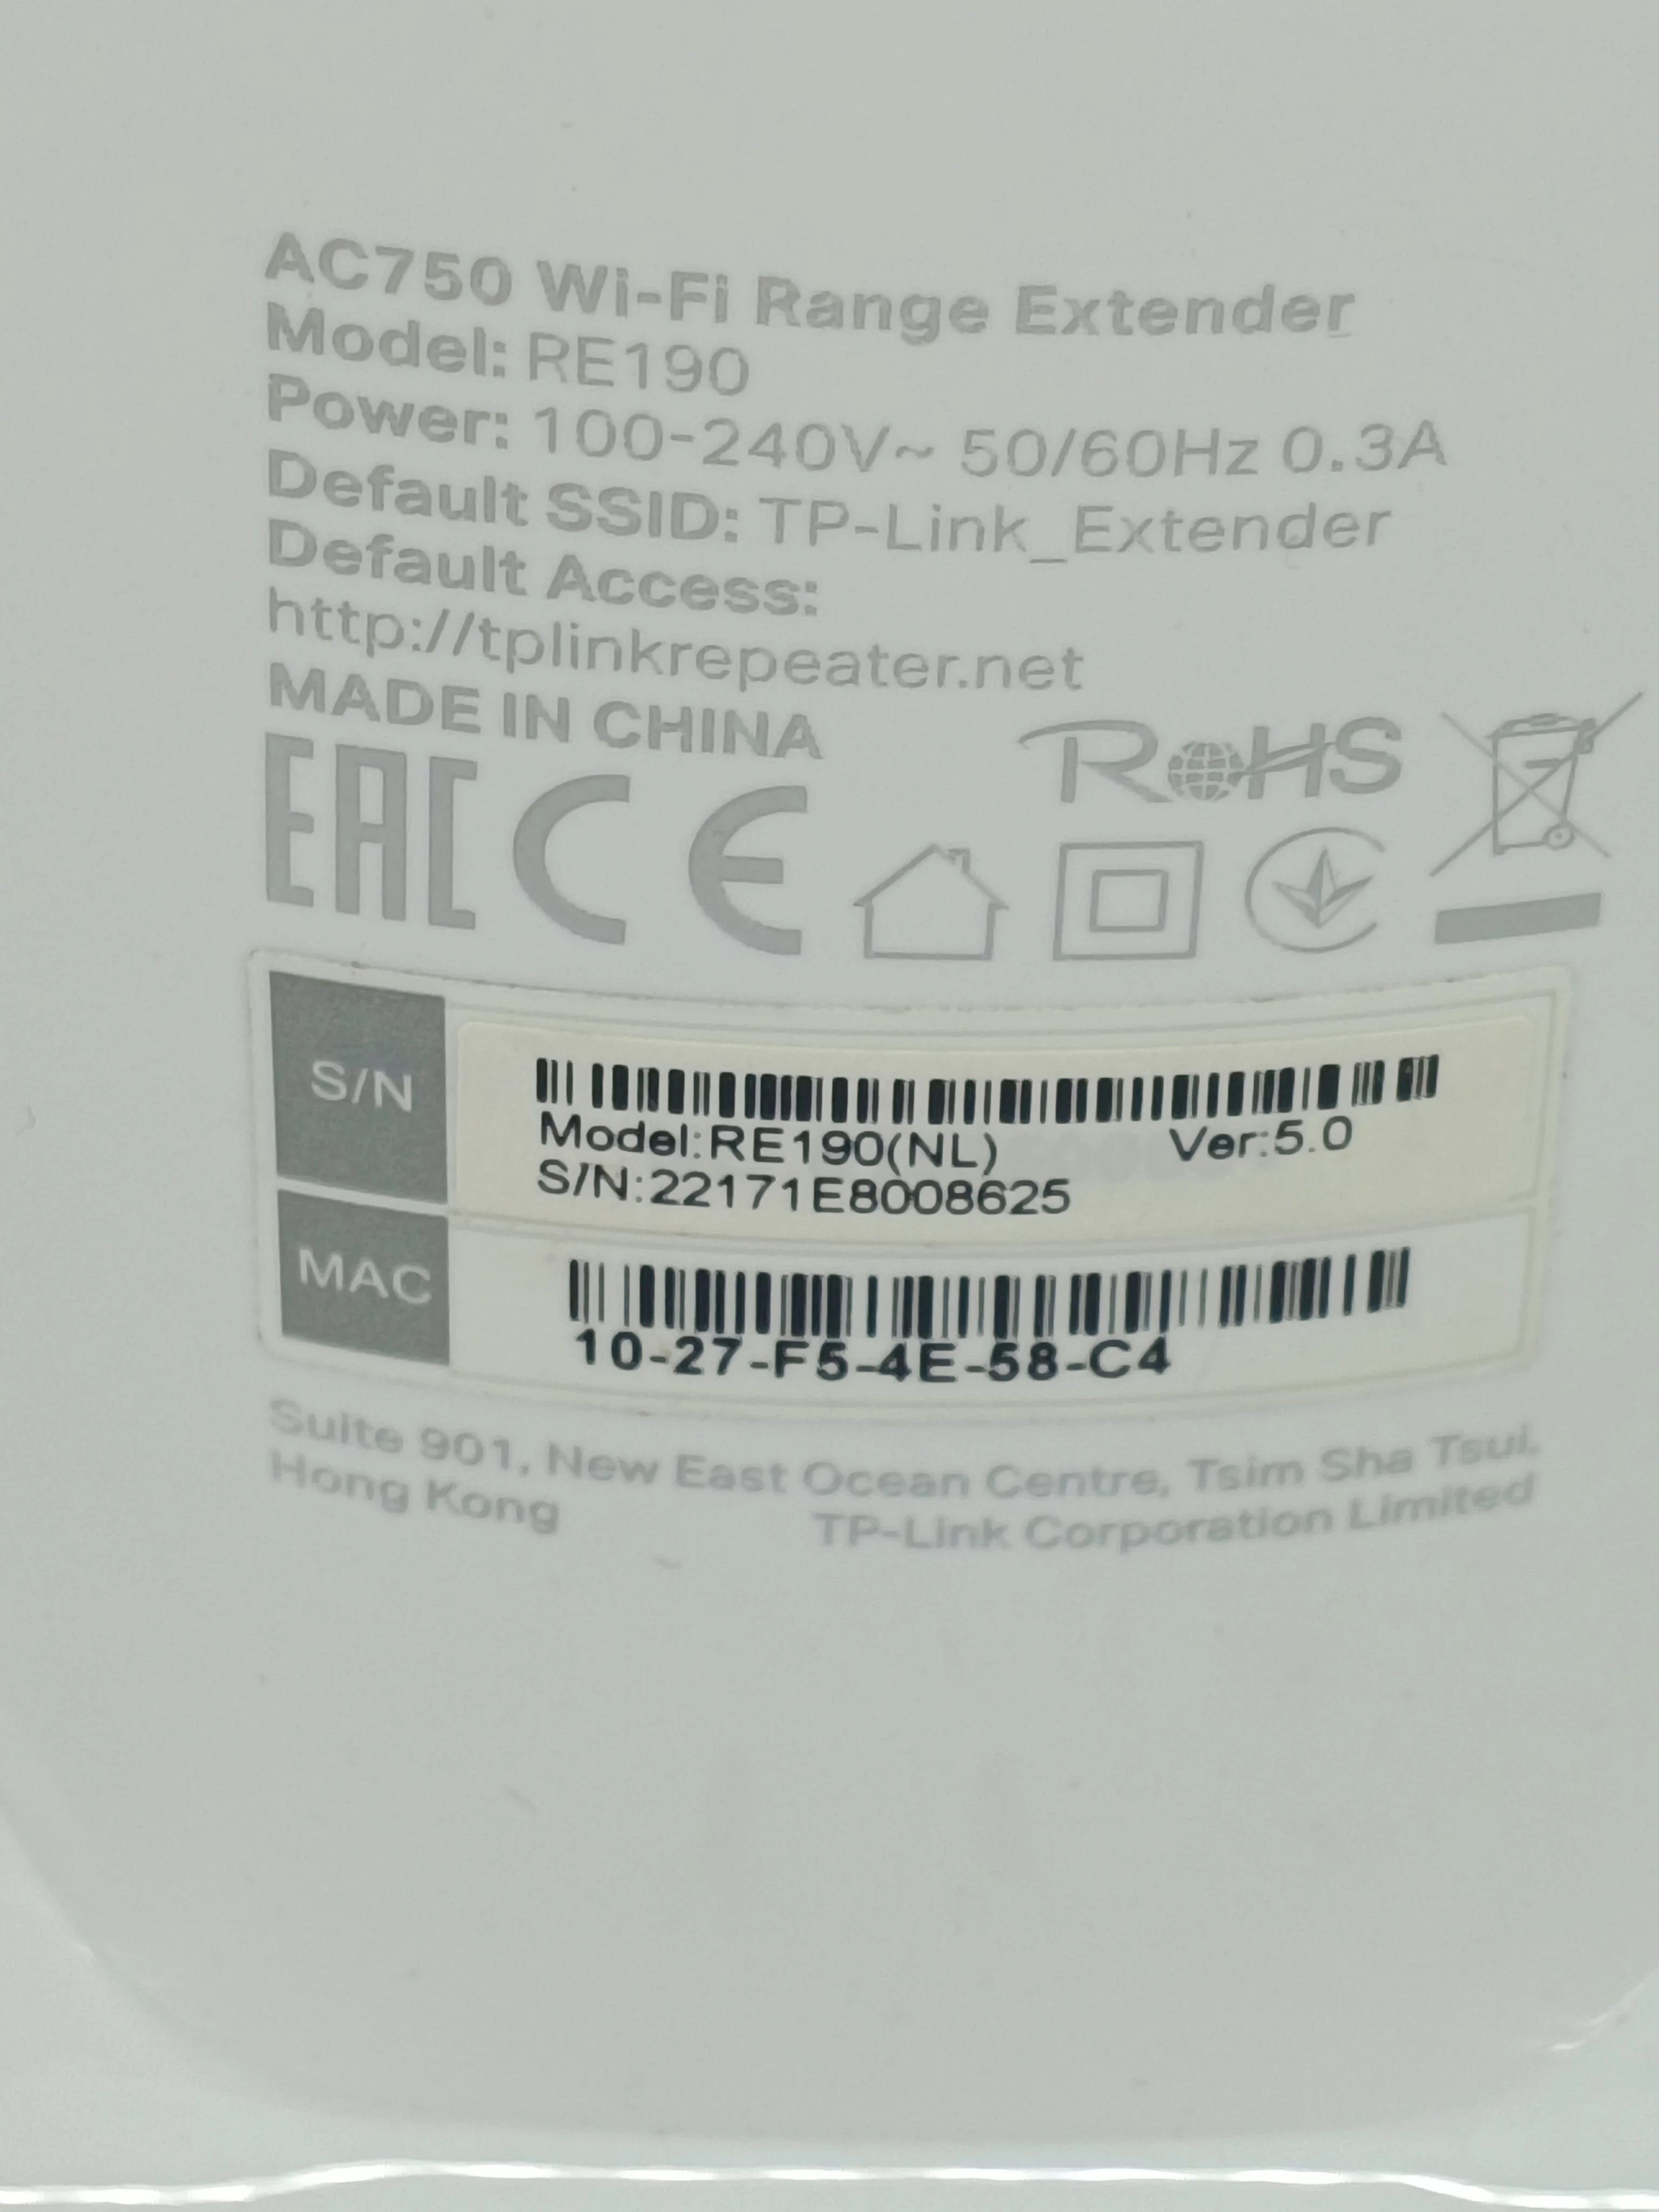 AC750 Wi-Fi Range Extender
Model: RE190
Power: 100-240V~ 50/60Hz 0.3A
Default SSID: TP-Link_Extender
Default Access:
http://tplinkrepeater.net
MADE IN CHINA
RoHS
EAC CE
S/N
Model:RE190(NL) Ver:5.0
S/N:22171E8008625
MAC
10-27-F5-4E-58-C4
Suite 901, New East Ocean Centre, Tsim Sha Tsui,
Hong Kong TP-Link Corporation Limited